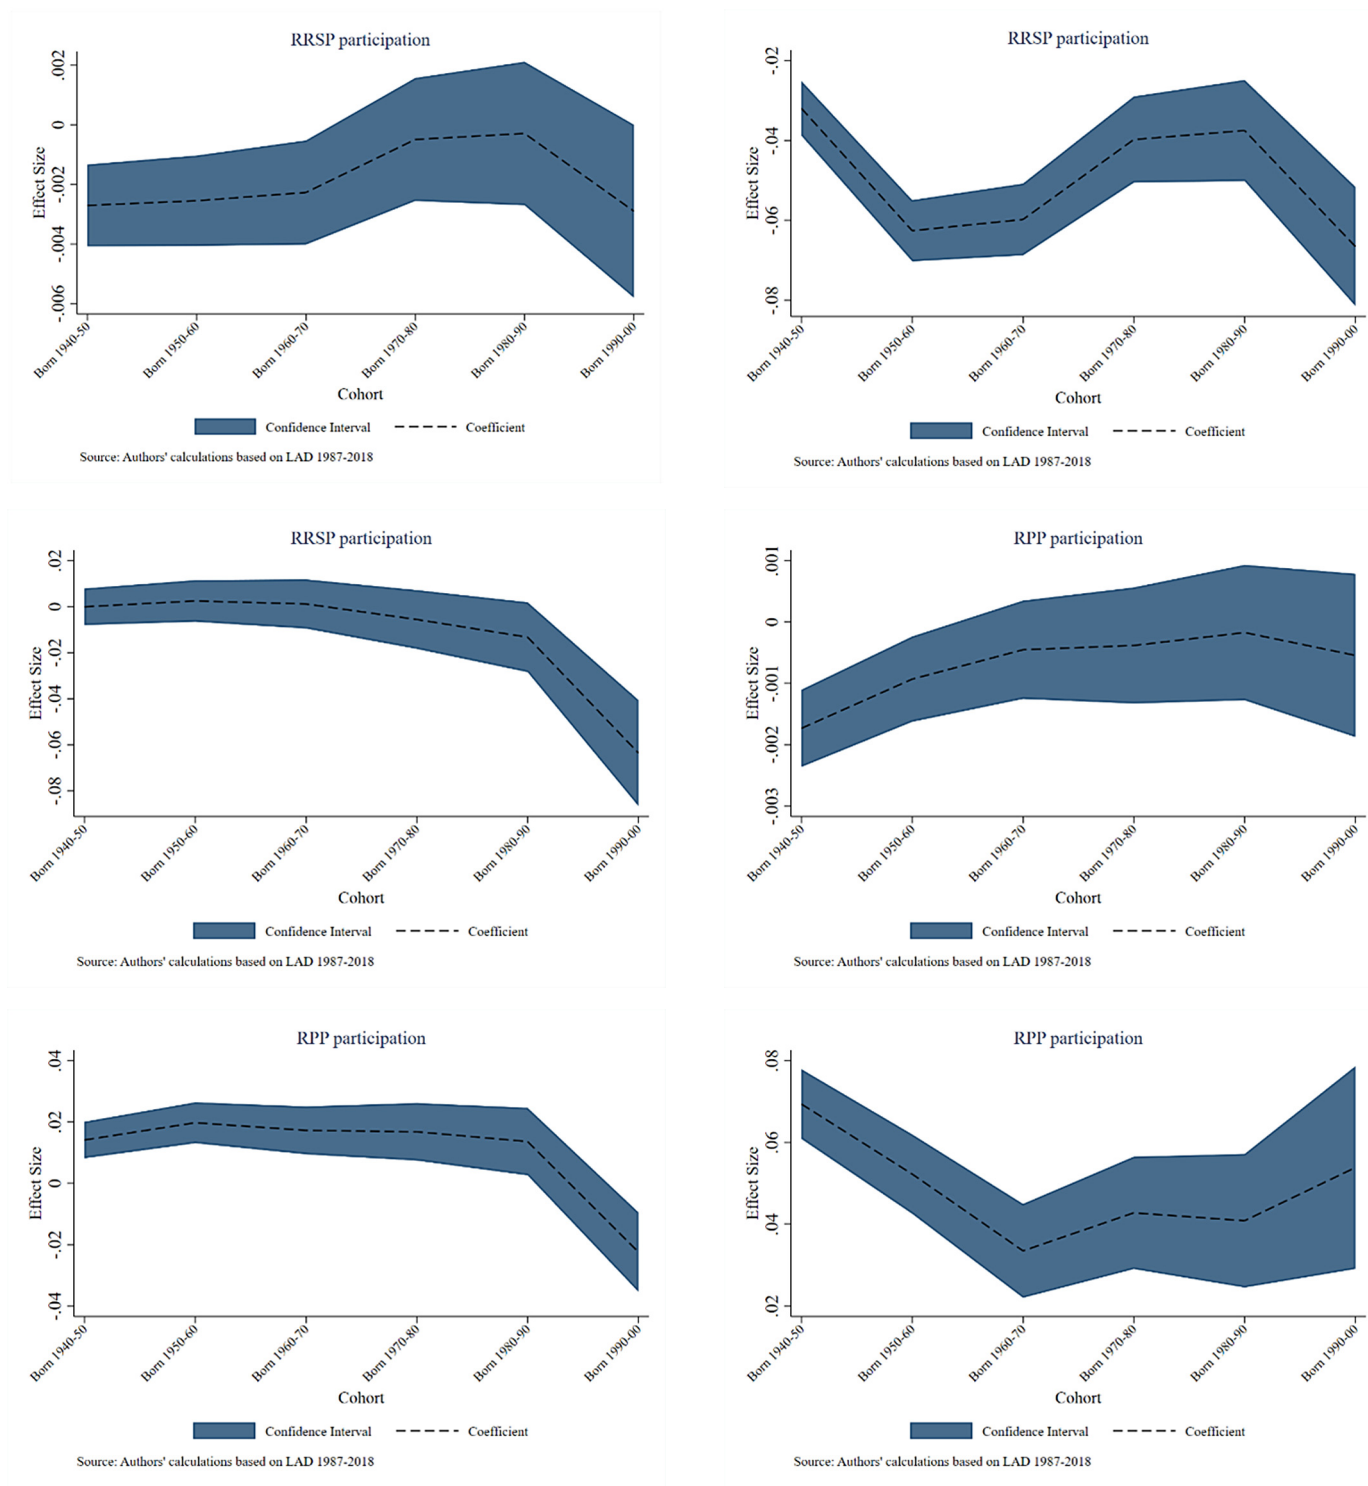 RRSP participation
Effect Size
.002
0
-.002
-.004
-.006
Born 1940-50
Born 1950-60
Born 1960-70
Born 1970-80
Born 1980-90
Born 1990-00
Cohort
Confidence Interval
Coefficient
Source: Authors' calculations based on LAD 1987-2018
RRSP participation
Effect Size
-.02
-.04
-.06
-.08
Born 1940-50
Born 1950-60
Born 1960-70
Born 1970-80
Born 1980-90
Born 1990-00
Cohort
Confidence Interval
Coefficient
Source: Authors' calculations based on LAD 1987-2018
RRSP participation
Effect Size
.02
0
-.02
-.04
-.06
-.08
Born 1940-50
Born 1950-60
Born 1960-70
Born 1970-80
Born 1980-90
Born 1990-00
Cohort
Confidence Interval
Coefficient
Source: Authors' calculations based on LAD 1987-2018
RPP participation
Effect Size
.001
0
-.001
-.002
-.003
Born 1940-50
Born 1950-60
Born 1960-70
Born 1970-80
Born 1980-90
Born 1990-00
Cohort
Confidence Interval
Coefficient
Source: Authors' calculations based on LAD 1987-2018
RPP participation
Effect Size
.04
.02
0
-.02
-.04
Born 1940-50
Born 1950-60
Born 1960-70
Born 1970-80
Born 1980-90
Born 1990-00
Cohort
Confidence Interval
Coefficient
Source: Authors' calculations based on LAD 1987-2018
RPP participation
Effect Size
.08
.06
.04
.02
Born 1940-50
Born 1950-60
Born 1960-70
Born 1970-80
Born 1980-90
Born 1990-00
Cohort
Confidence Interval
Coefficient
Source: Authors' calculations based on LAD 1987-2018